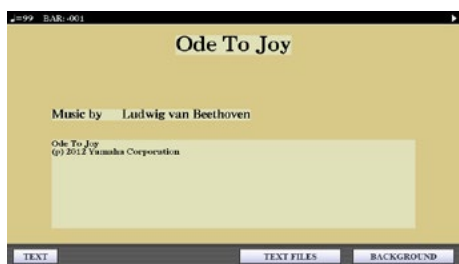 ♩=99 BAR:-001
Ode To Joy
Music by Ludwig van Beethoven
Ode To Joy
(p) 2012 Yamaha Corporation
TEXT TEXT FILES BACKGROUND